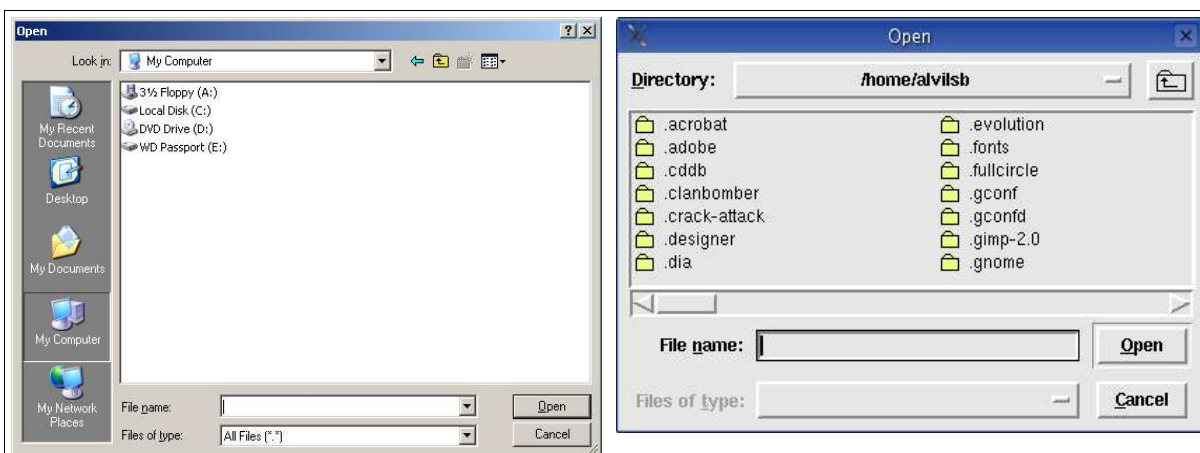 Open
Look in: My Computer
My Recent
Documents
Desktop
My Documents
My Computer
My Network
Places
3½ Floppy (A:)
Local Disk (C:)
DVD Drive (D:)
WD Passport (E:)
File name:
Open
Files of type: All Files (*.*)
Cancel
Open
Directory: /home/alvilsb
.acrobat
.adobe
.cddb
.clanbomber
.crack-attack
.designer
.dia
.evolution
.fonts
.fullcircle
.gconf
.gconfd
.gimp-2.0
.gnome
File name:
Open
Files of type:
Cancel